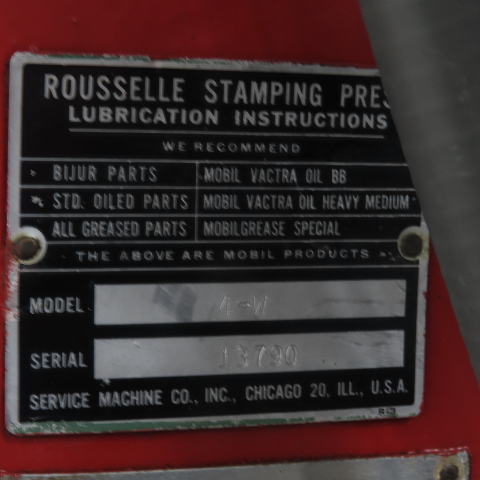 ROUSSELLE STAMPING PRES
LUBRICATION INSTRUCTIONS
WE RECOMMEND
BIJUR PARTS MOBIL VACTRA OIL BB
STD. OILED PARTS MOBIL VACTRA OIL HEAVY MEDIUM
ALL GREASED PARTS MOBILGREASE SPECIAL
THE ABOVE ARE MOBIL PRODUCTS
MODEL 4-W
SERIAL 13790
SERVICE MACHINE CO., INC., CHICAGO 20, ILL., U.S.A.